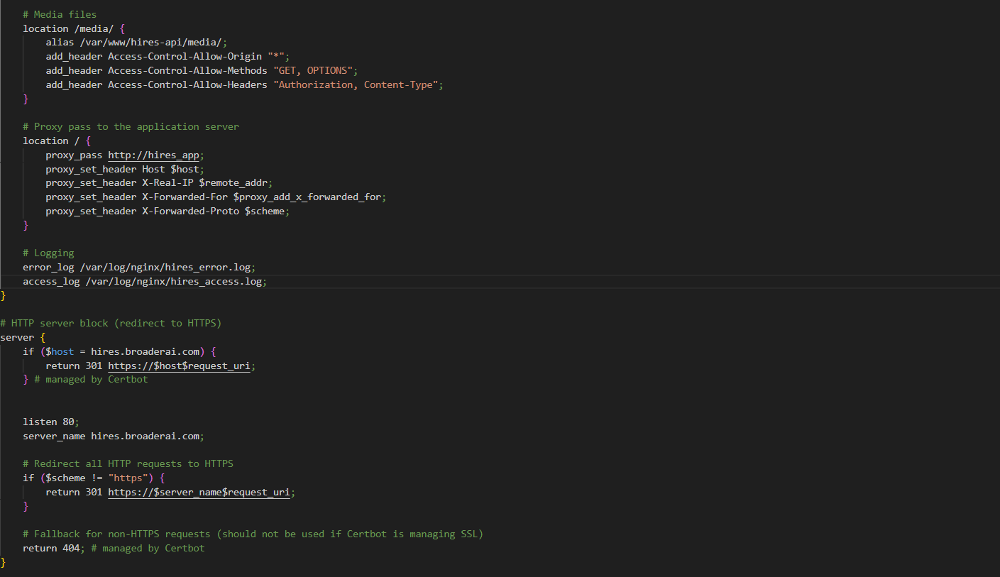 # Media files
location /media/ {
alias /var/www/hires-api/media/;
add_header Access-Control-Allow-Origin "*";
add_header Access-Control-Allow-Methods "GET, OPTIONS";
add_header Access-Control-Allow-Headers "Authorization, Content-Type";
}
# Proxy pass to the application server
location / {
proxy_pass http://hires_app;
proxy_set_header Host $host;
proxy_set_header X-Real-IP $remote_addr;
proxy_set_header X-Forwarded-For $proxy_add_x_forwarded_for;
proxy_set_header X-Forwarded-Proto $scheme;
}
# Logging
error_log /var/log/nginx/hires_error.log;
access_log /var/log/nginx/hires_access.log;
}
# HTTP server block (redirect to HTTPS)
server {
if ($host = hires.broaderai.com) {
return 301 https://$host$request_uri;
} # managed by Certbot
listen 80;
server_name hires.broaderai.com;
# Redirect all HTTP requests to HTTPS
if ($scheme != "https") {
return 301 https://$server_name$request_uri;
}
# Fallback for non-HTTPS requests (should not be used if Certbot is managing SSL)
return 404; # managed by Certbot
}